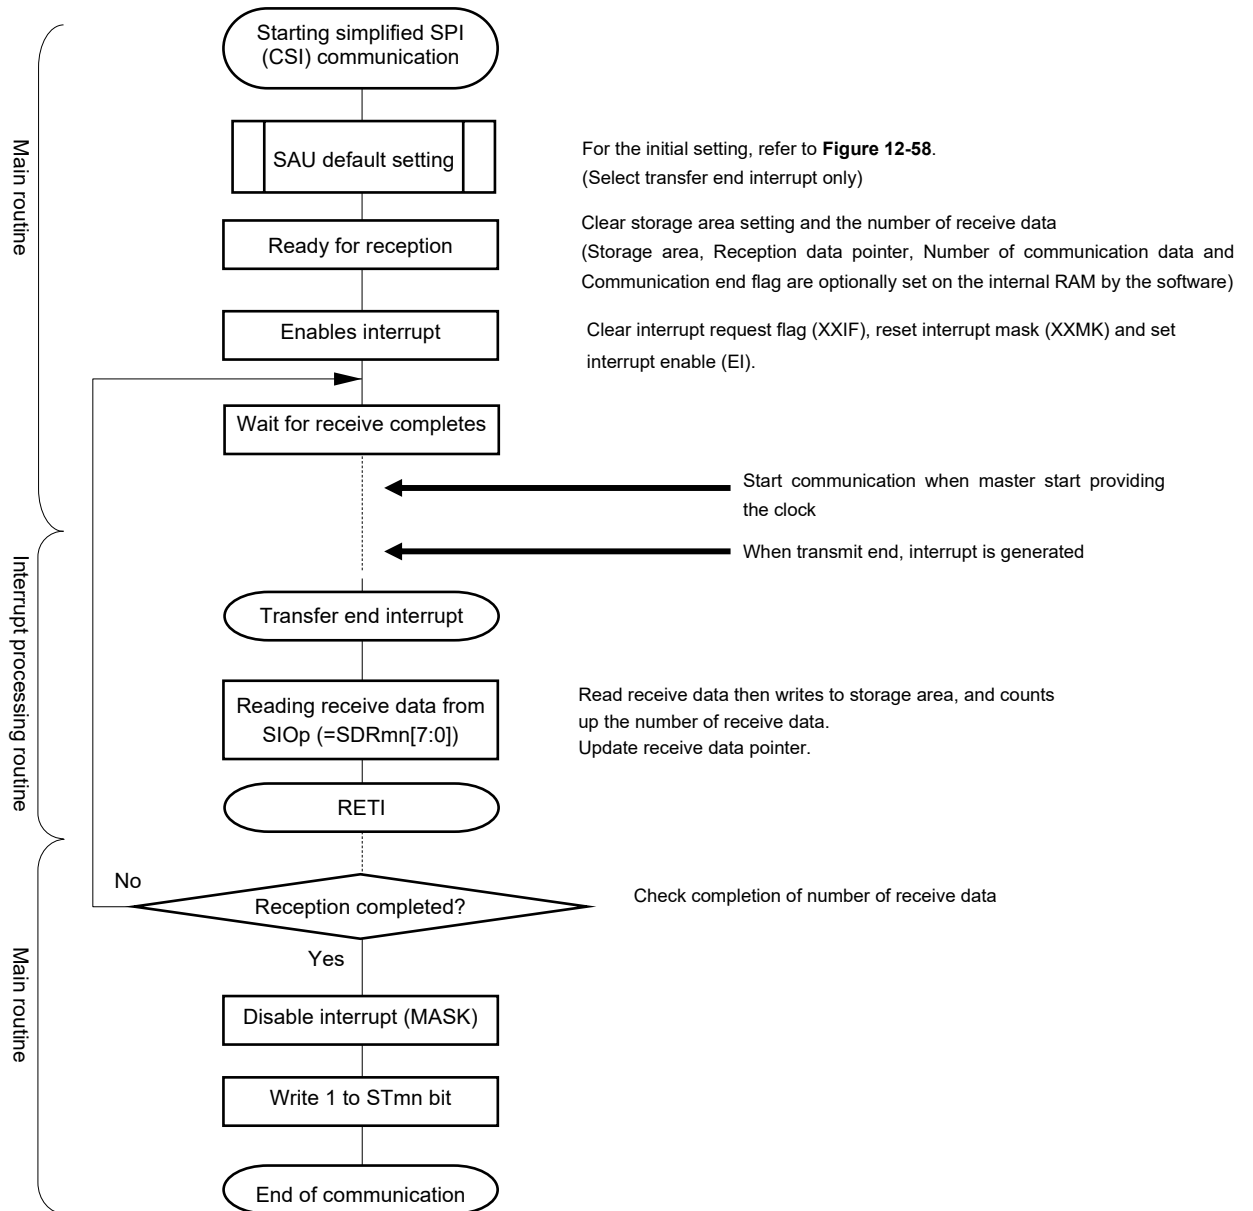 Starting simplified SPI
(CSI) communication
Main routine
SAU default setting
For the initial setting, refer to Figure 12-58.
(Select transfer end interrupt only)
Ready for reception
Clear storage area setting and the number of receive data
(Storage area, Reception data pointer, Number of communication data and
Communication end flag are optionally set on the internal RAM by the software)
Enables interrupt
Clear interrupt request flag (XXIF), reset interrupt mask (XXMK) and set
interrupt enable (EI).
Wait for receive completes
Start communication when master start providing
the clock
When transmit end, interrupt is generated
Interrupt processing routine
Transfer end interrupt
Reading receive data from
SIOp (=SDRmn[7:0])
Read receive data then writes to storage area, and counts
up the number of receive data.
Update receive data pointer.
RETI
No
Reception completed?
Check completion of number of receive data
Yes
Main routine
Disable interrupt (MASK)
Write 1 to STmn bit
End of communication